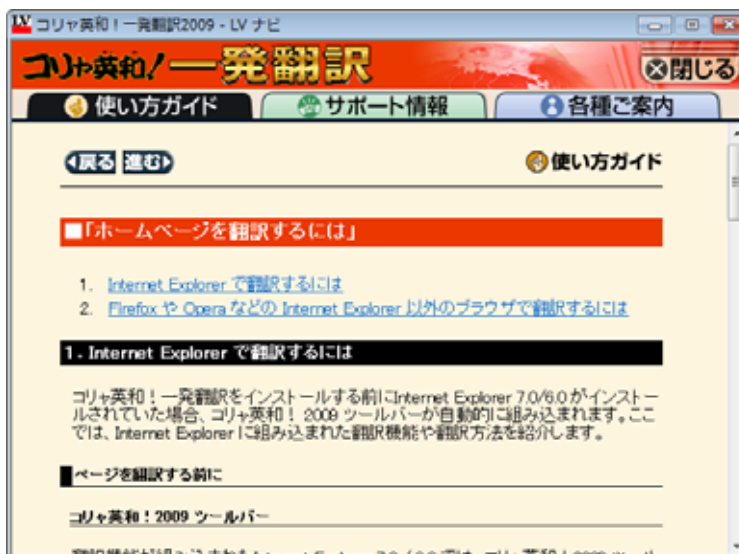 コリャ英和！一発翻訳2009 - LV ナビ
コリャ英和！一発翻訳
閉じる
使い方ガイド サポート情報 各種ご案内
戻る 進む 使い方ガイド
■「ホームページを翻訳するには」
1. Internet Explorer で翻訳するには
2. Firefox や Opera などの Internet Explorer 以外のブラウザで翻訳するには
1．Internet Explorer で翻訳するには
コリャ英和！一発翻訳をインストールする前にInternet Explorer 7.0/6.0 がインストー
ルされていた場合、コリャ英和！ 2009 ツールバーが自動的に組み込まれます。ここ
では、Internet Explorer に組み込まれた翻訳機能や翻訳方法を紹介します。
ページを翻訳する前に
コリャ英和！2009 ツールバー